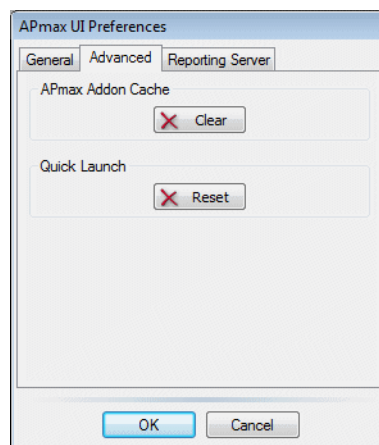 APmax UI Preferences
General Advanced Reporting Server
APmax Addon Cache
Clear
Quick Launch
Reset
OK Cancel